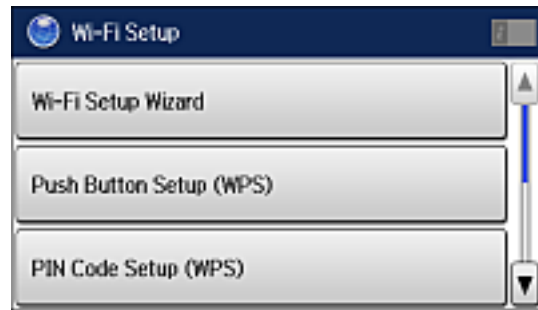 Wi-Fi Setup
Wi-Fi Setup Wizard
Push Button Setup (WPS)
PIN Code Setup (WPS)